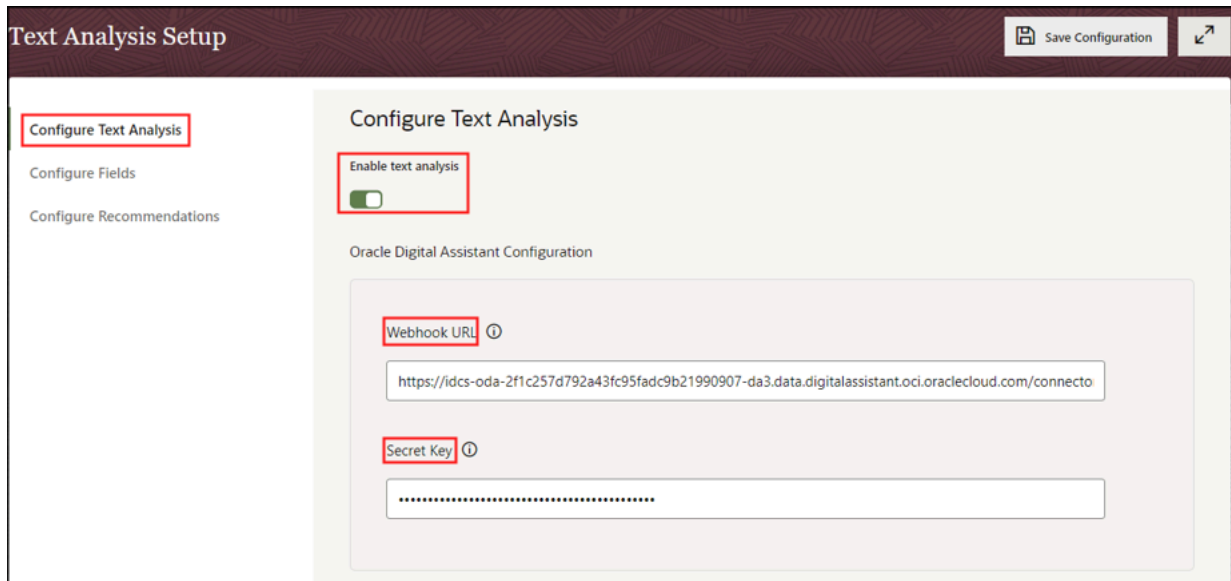 Text Analysis Setup
Save Configuration
Configure Text Analysis
Configure Fields
Configure Recommendations
Configure Text Analysis
Enable text analysis
Oracle Digital Assistant Configuration
Webhook URL
https://idcs-oda-2f1c257d792a43fc95fadc9b21990907-da3.data.digitalassistant.oci.oraclecloud.com/connecto
Secret Key